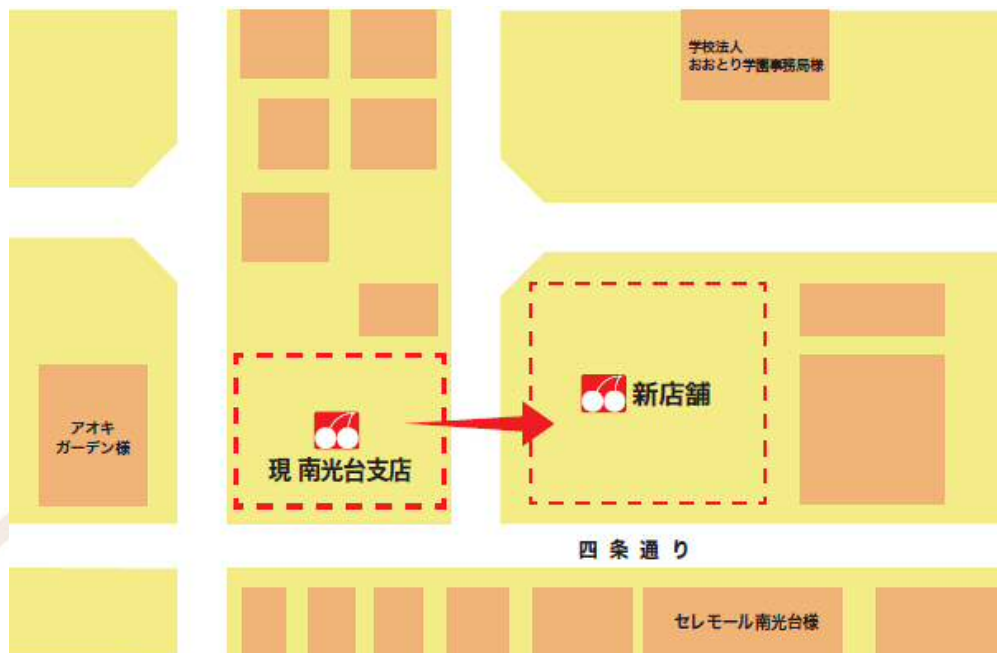 学校法人
おおとり学園事務局様
新店舗
アオキ
ガーデン様
現 南光台支店
四条通り
セレモール南光台様